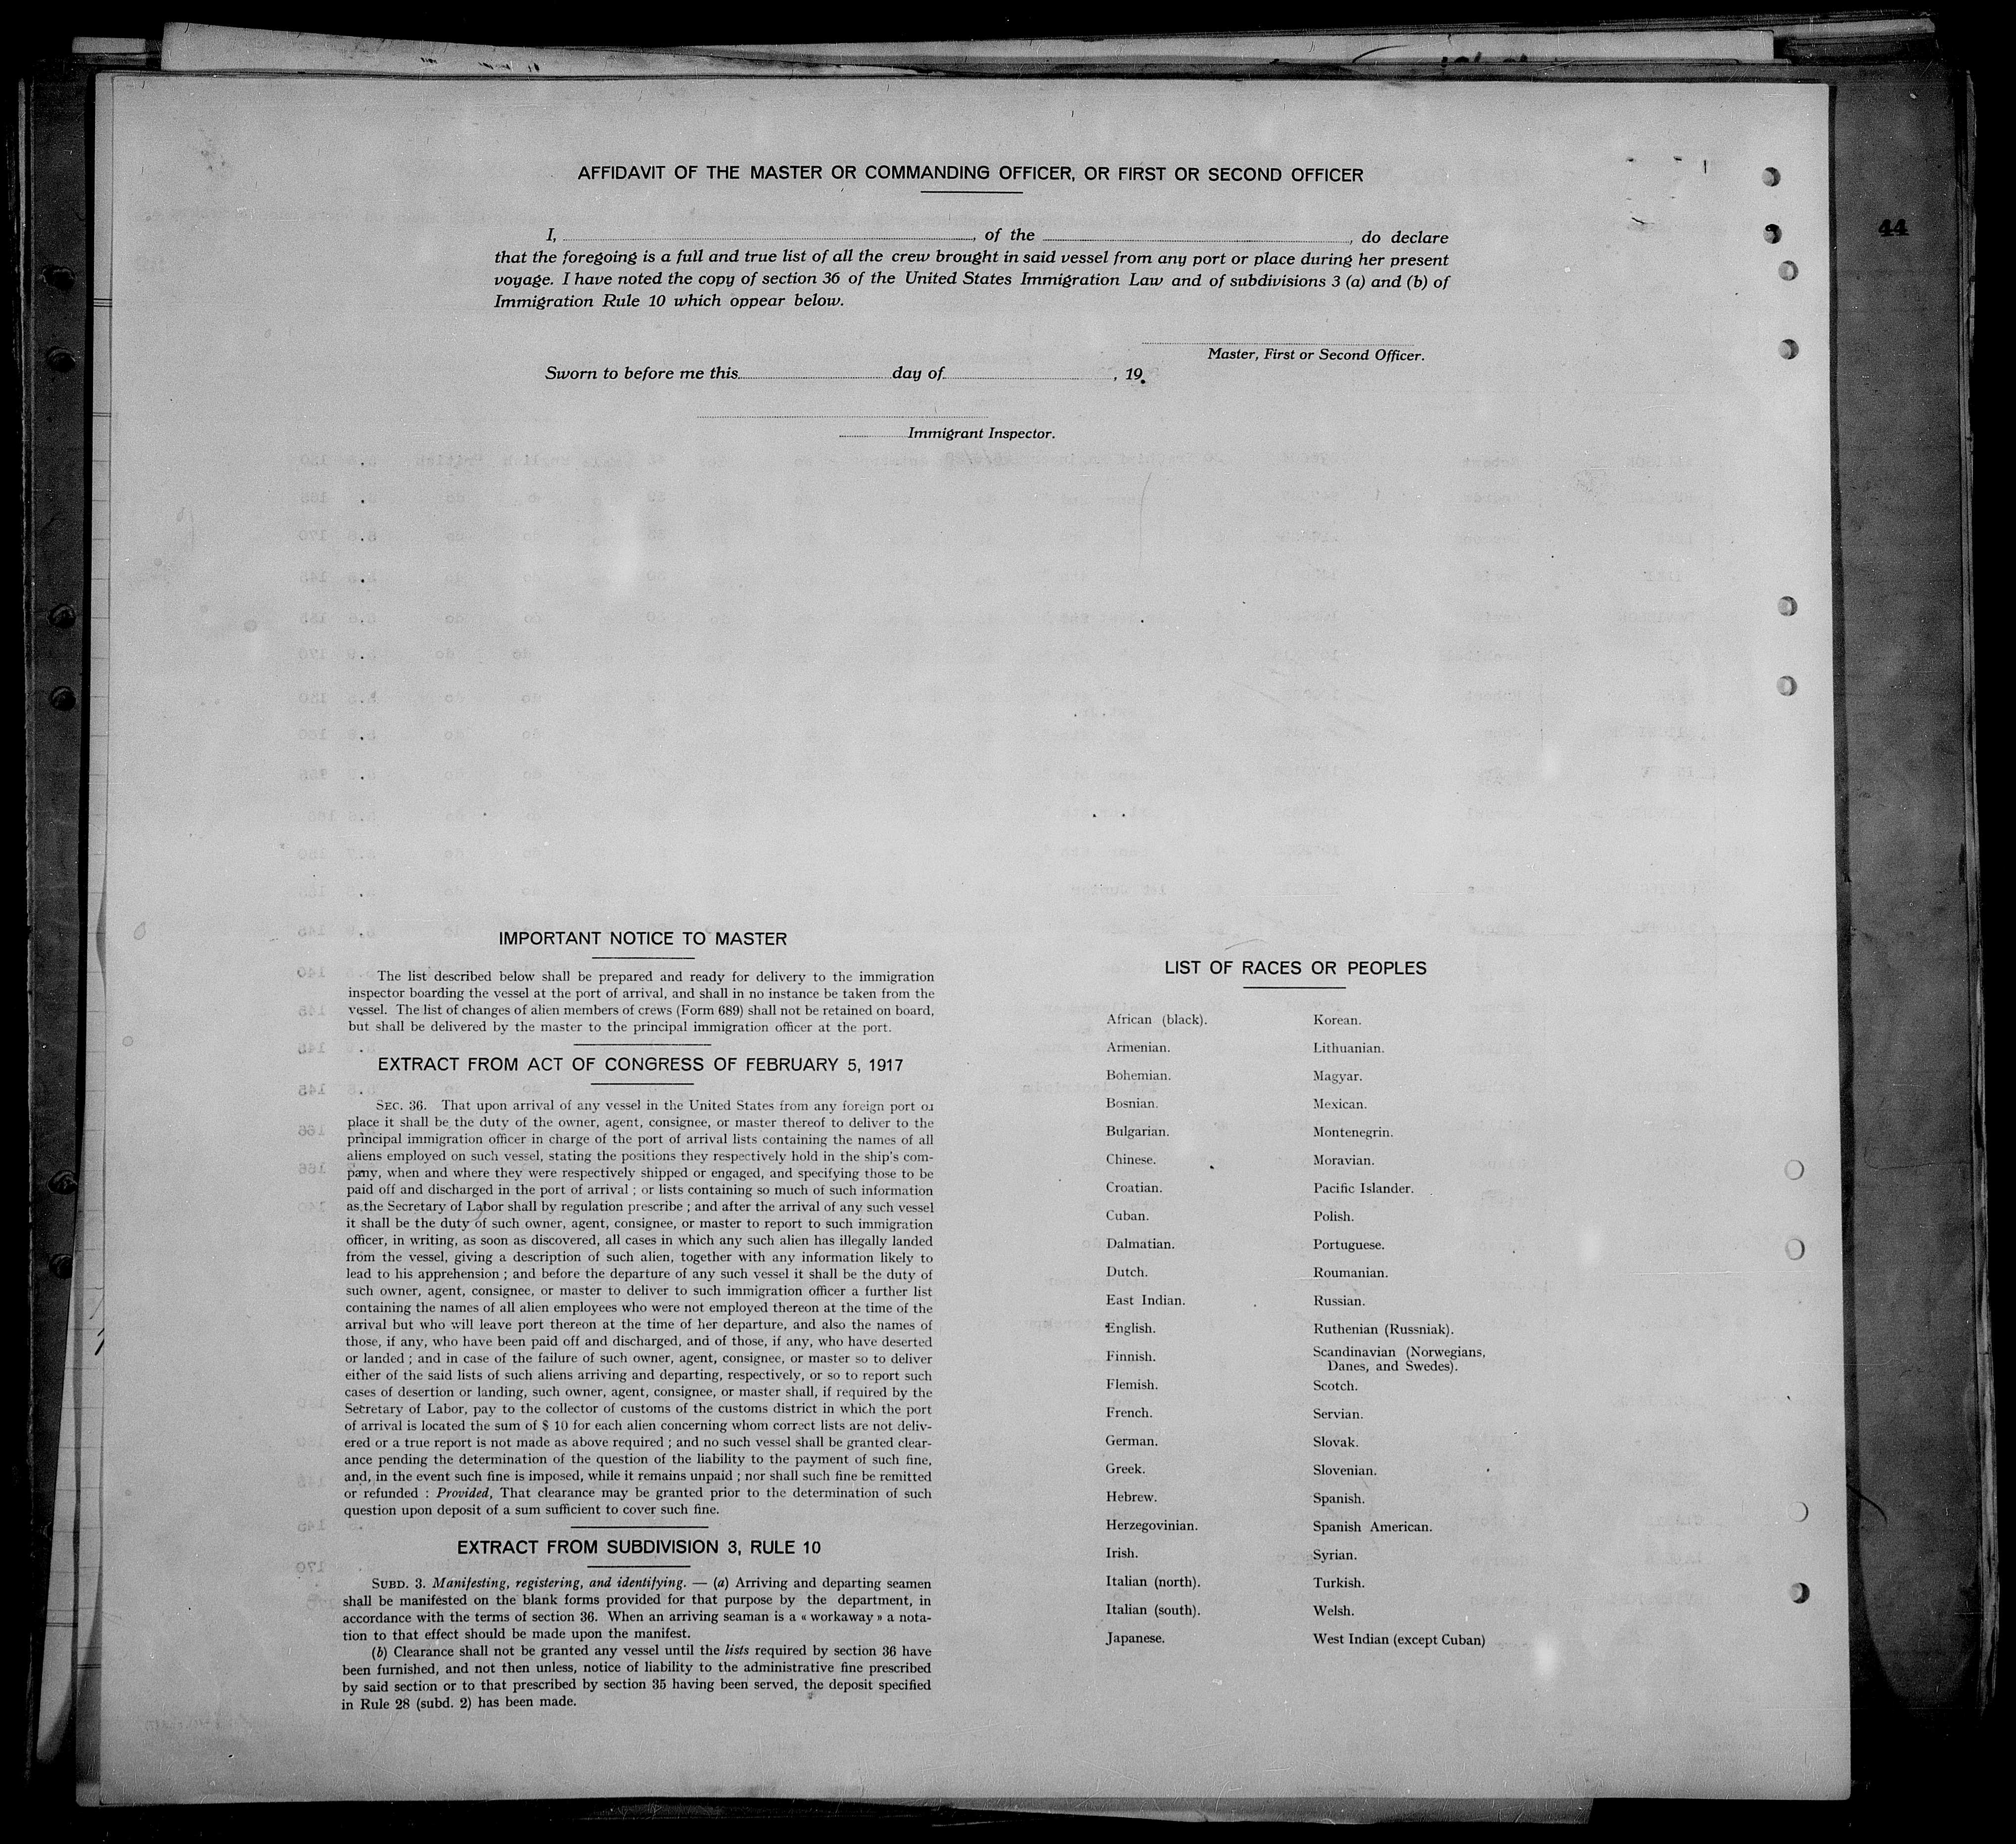 AFFIDAVIT OF THE MASTER OR COMMANDING OFFICER, OR FIRST OR SECOND OFFICER
I, , of the , do declare
that the foregoing is a full and true list of all the crew brought in said vessel from any port or place during her present
voyage. I have noted the copy of section 36 of the United States Immigration Law and of subdivisions 3 (a) and (b) of
Immigration Rule 10 which oppear below.
Master, First or Second Officer.
Sworn to before me this day of , 19
Immigrant Inspector.
44
IMPORTANT NOTICE TO MASTER
The list described below shall be prepared and ready for delivery to the immigration
inspector boarding the vessel at the port of arrival, and shall in no instance be taken from the
vessel. The list of changes of alien members of crews (Form 689) shall not be retained on board,
but shall be delivered by the master to the principal immigration officer at the port.
EXTRACT FROM ACT OF CONGRESS OF FEBRUARY 5, 1917
SEC. 36. That upon arrival of any vessel in the United States from any foreign port or
place it shall be the duty of the owner, agent, consignee, or master thereof to deliver to the
principal immigration officer in charge of the port of arrival lists containing the names of all
aliens employed on such vessel, stating the positions they respectively hold in the ship's com-
pany, when and where they were respectively shipped or engaged, and specifying those to be
paid off and discharged in the port of arrival ; or lists containing so much of such information
as the Secretary of Labor shall by regulation prescribe ; and after the arrival of any such vessel
it shall be the duty of such owner, agent, consignee, or master to report to such immigration
officer, in writing, as soon as discovered, all cases in which any such alien has illegally landed
from the vessel, giving a description of such alien, together with any information likely to
lead to his apprehension ; and before the departure of any such vessel it shall be the duty of
such owner, agent, consignee, or master to deliver to such immigration officer a further list
containing the names of all alien employees who were not employed thereon at the time of the
arrival but who will leave port thereon at the time of her departure, and also the names of
those, if any, who have been paid off and discharged, and of those, if any, who have deserted
or landed ; and in case of the failure of such owner, agent, consignee, or master so to deliver
either of the said lists of such aliens arriving and departing, respectively, or so to report such
cases of desertion or landing, such owner, agent, consignee, or master shall, if required by the
Secretary of Labor, pay to the collector of customs of the customs district in which the port
of arrival is located the sum of $ 10 for each alien concerning whom correct lists are not deliv-
ered or a true report is not made as above required ; and no such vessel shall be granted clear-
ance pending the determination of the question of the liability to the payment of such fine,
and, in the event such fine is imposed, while it remains unpaid ; nor shall such fine be remitted
or refunded : Provided, That clearance may be granted prior to the determination of such
question upon deposit of a sum sufficient to cover such fine.
EXTRACT FROM SUBDIVISION 3, RULE 10
SUBD. 3. Manifesting, registering, and identifying. — (a) Arriving and departing seamen
shall be manifested on the blank forms provided for that purpose by the department, in
accordance with the terms of section 36. When an arriving seaman is a « workaway » a nota-
tion to that effect should be made upon the manifest.
(b) Clearance shall not be granted any vessel until the lists required by section 36 have
been furnished, and not then unless, notice of liability to the administrative fine prescribed
by said section or to that prescribed by section 35 having been served, the deposit specified
in Rule 28 (subd. 2) has been made.
LIST OF RACES OR PEOPLES
African (black).
Armenian.
Bohemian.
Bosnian.
Bulgarian.
Chinese.
Croatian.
Cuban.
Dalmatian.
Dutch.
East Indian.
English.
Finnish.
Flemish.
French.
German.
Greek.
Hebrew.
Herzegovinian.
Irish.
Italian (north).
Italian (south).
Japanese.
Korean.
Lithuanian.
Magyar.
Mexican.
Montenegrin.
Moravian.
Pacific Islander.
Polish.
Portuguese.
Roumanian.
Russian.
Ruthenian (Russniak).
Scandinavian (Norwegians,
Danes, and Swedes).
Scotch.
Servian.
Slovak.
Slovenian.
Spanish.
Spanish American.
Syrian.
Turkish.
Welsh.
West Indian (except Cuban)